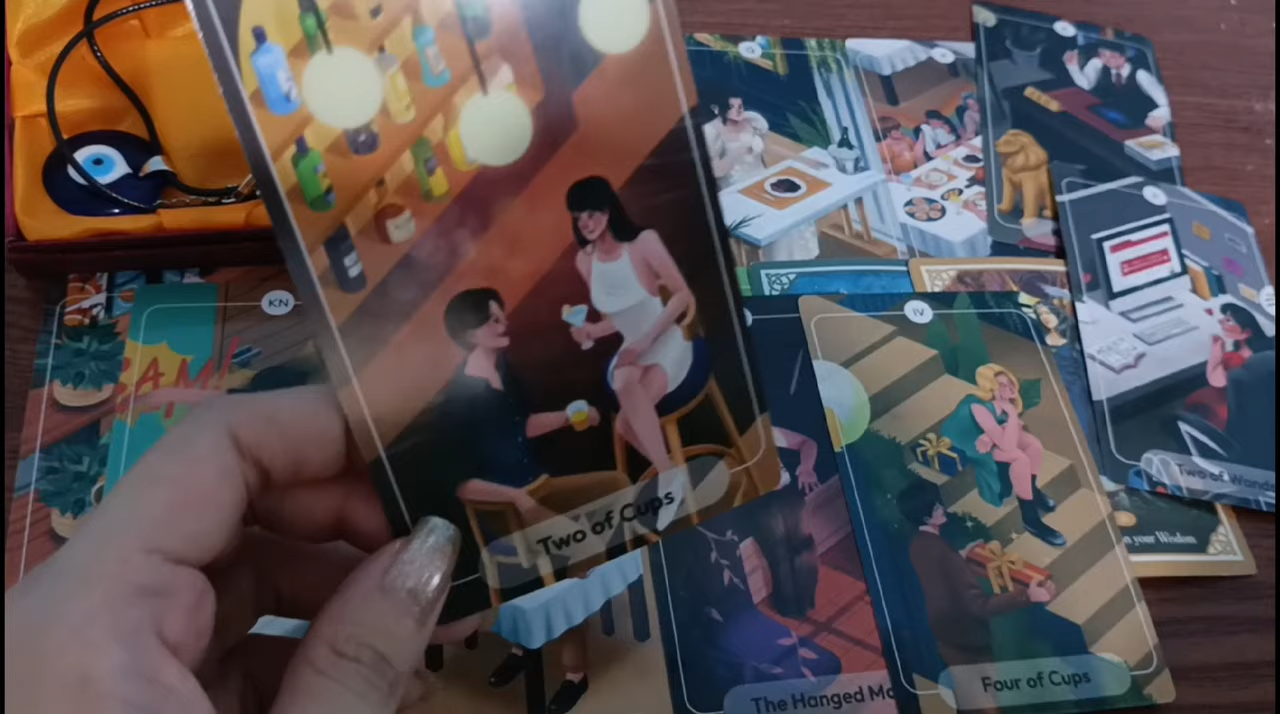 KN
IV
Two of Cups
Two of Wands
on your Wisdom
The Hanged Ma
Four of Cups